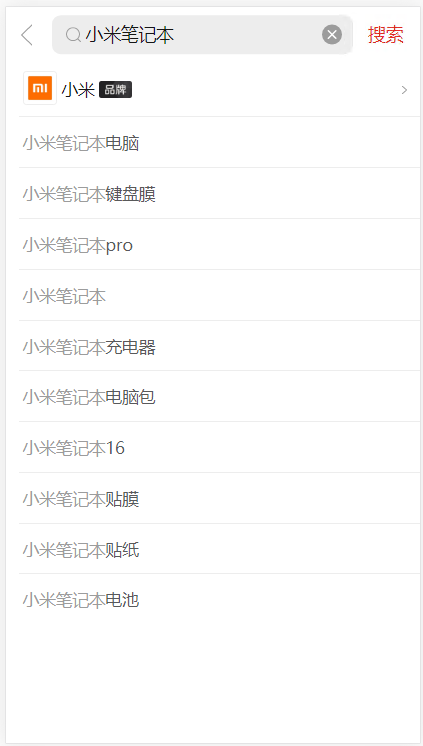 小米笔记本 搜索
小米 品牌
小米笔记本电脑
小米笔记本键盘膜
小米笔记本pro
小米笔记本
小米笔记本充电器
小米笔记本电脑包
小米笔记本16
小米笔记本贴膜
小米笔记本贴纸
小米笔记本电池